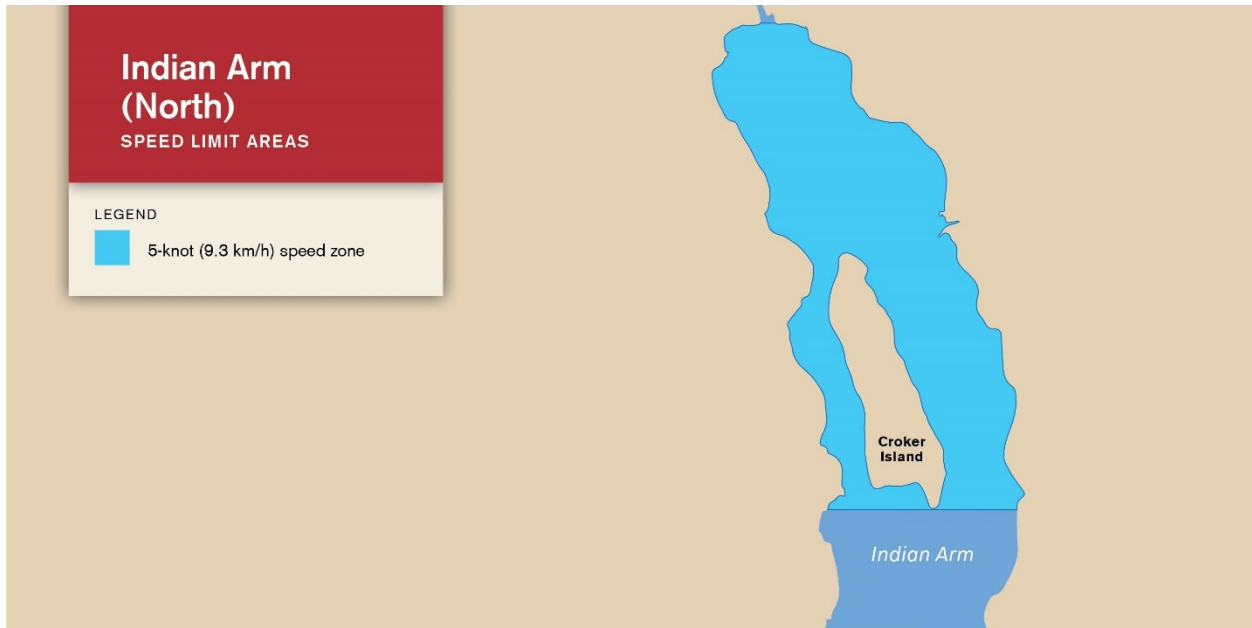 Indian Arm
(North)
SPEED LIMIT AREAS
LEGEND
5-knot (9.3 km/h) speed zone
Croker
Island
Indian Arm